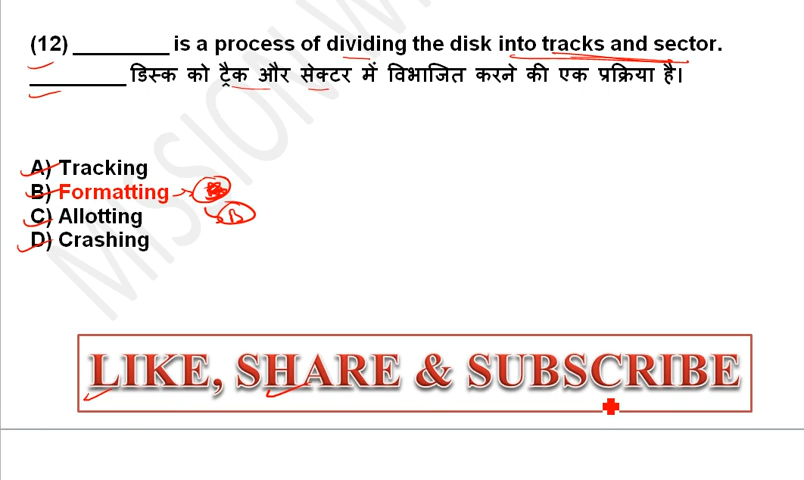 (12) ________ is a process of dividing the disk into tracks and sector.
________ डिस्क को ट्रैक और सेक्टर में विभाजित करने की एक प्रक्रिया है।
A) Tracking
B) Formatting
C) Allotting
D) Crashing
LIKE, SHARE & SUBSCRIBE